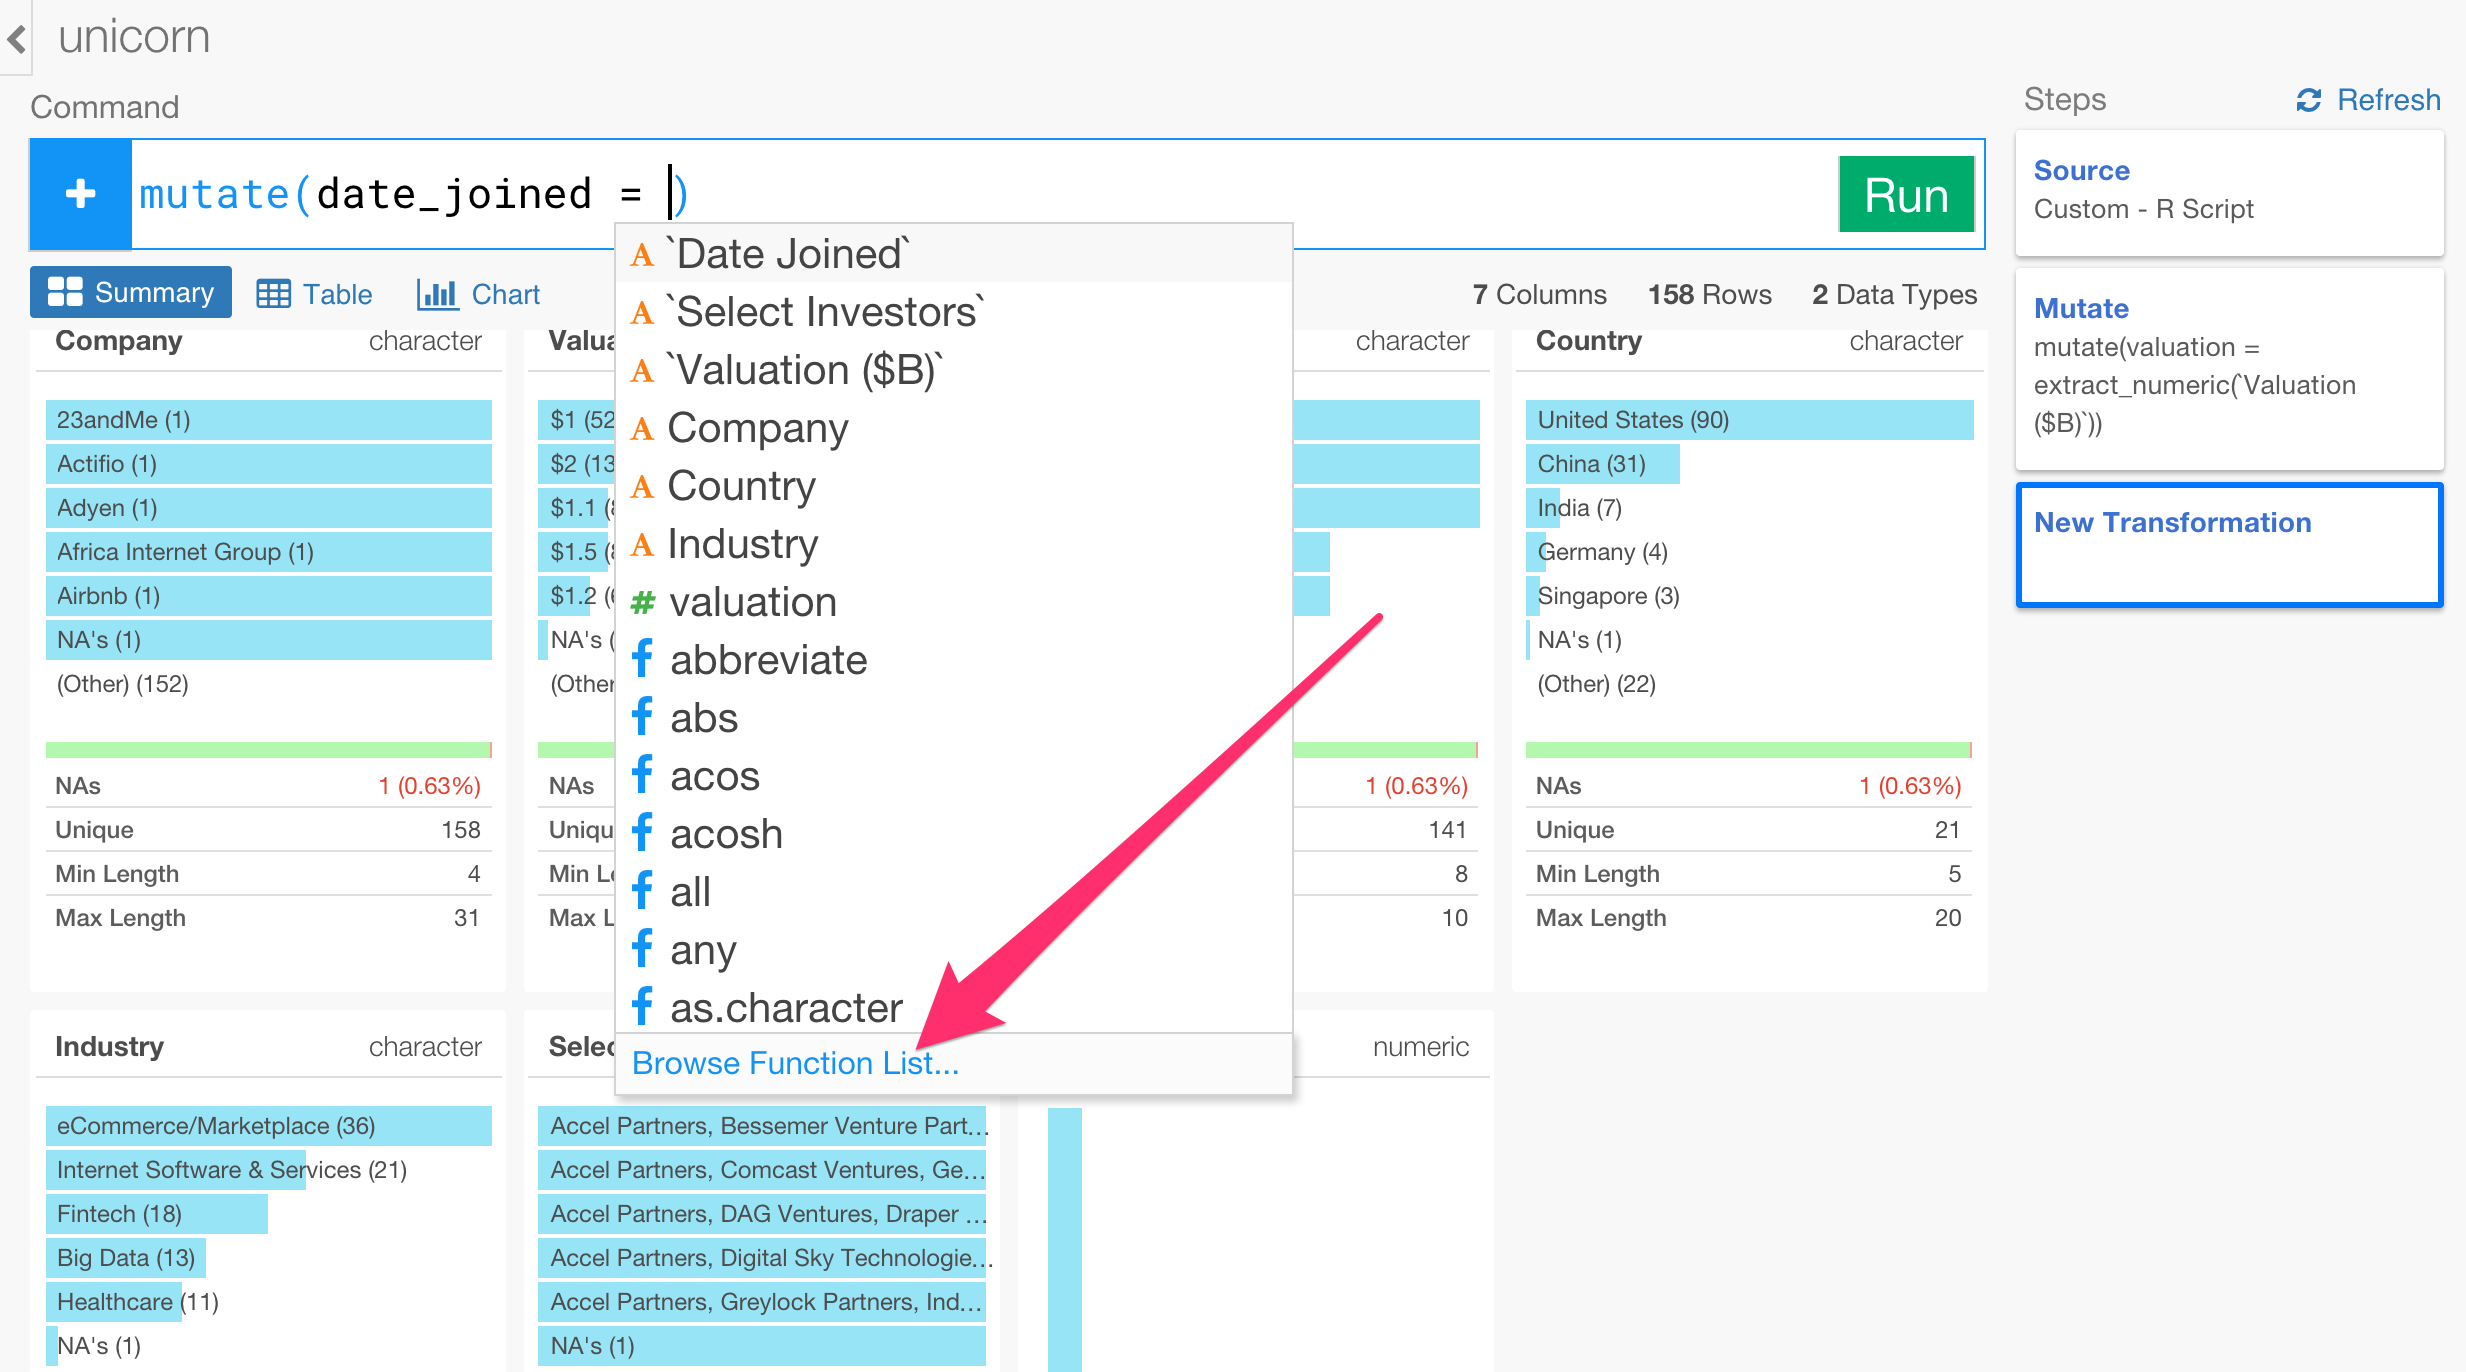 unicorn
Command
mutate(date_joined = )
Run
Summary
Table
Chart
7 Columns
158 Rows
2 Data Types
Steps
Refresh
Source
Custom - R Script
Mutate
mutate(valuation =
extract_numeric(`Valuation
($B)`))
New Transformation
`Date Joined`
`Select Investors`
`Valuation ($B)`
Company
Country
Industry
# valuation
f abbreviate
f abs
f acos
f acosh
f all
f any
f as.character
Browse Function List...
Company character
23andMe (1)
Actifio (1)
Adyen (1)
Africa Internet Group (1)
Airbnb (1)
NA's (1)
(Other) (152)
NAs 1 (0.63%)
Unique 158
Min Length 4
Max Length 31
$1 (52
$2 (13
$1.1
$1.5
$1.2
NA's (
(Other
NAs
Min
Max
character
1 (0.63%)
141
8
10
Country character
United States (90)
China (31)
India (7)
Germany (4)
Singapore (3)
NA's (1)
(Other) (22)
NAs 1 (0.63%)
Unique 21
Min Length 5
Max Length 20
Industry character
eCommerce/Marketplace (36)
Internet Software & Services (21)
Fintech (18)
Big Data (13)
Healthcare (11)
NA's (1)
Accel Partners, Bessemer Venture Part...
Accel Partners, Comcast Ventures, Ge...
Accel Partners, DAG Ventures, Draper ...
Accel Partners, Digital Sky Technologie...
Accel Partners, Greylock Partners, Ind...
NA's (1)
numeric